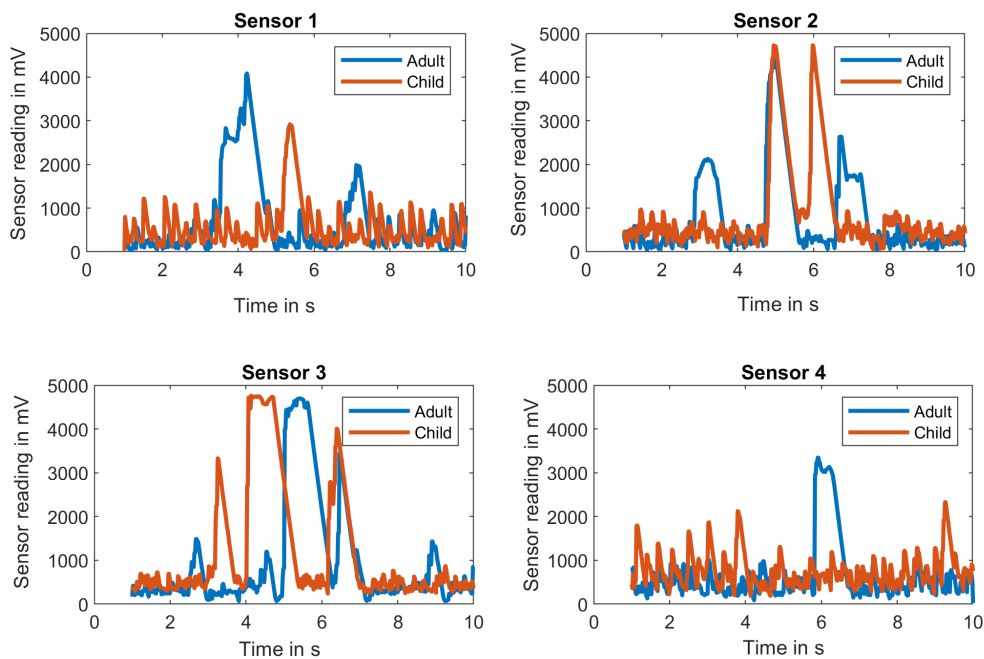 Sensor 1
Sensor reading in mV
5000
4000
3000
2000
1000
0
Adult
Child
0 2 4 6 8 10
Time in s
Sensor 2
Sensor reading in mV
5000
4000
3000
2000
1000
0
Adult
Child
0 2 4 6 8 10
Time in s
Sensor 3
Sensor reading in mV
5000
4000
3000
2000
1000
0
Adult
Child
0 2 4 6 8 10
Time in s
Sensor 4
Sensor reading in mV
5000
4000
3000
2000
1000
0
Adult
Child
0 2 4 6 8 10
Time in s